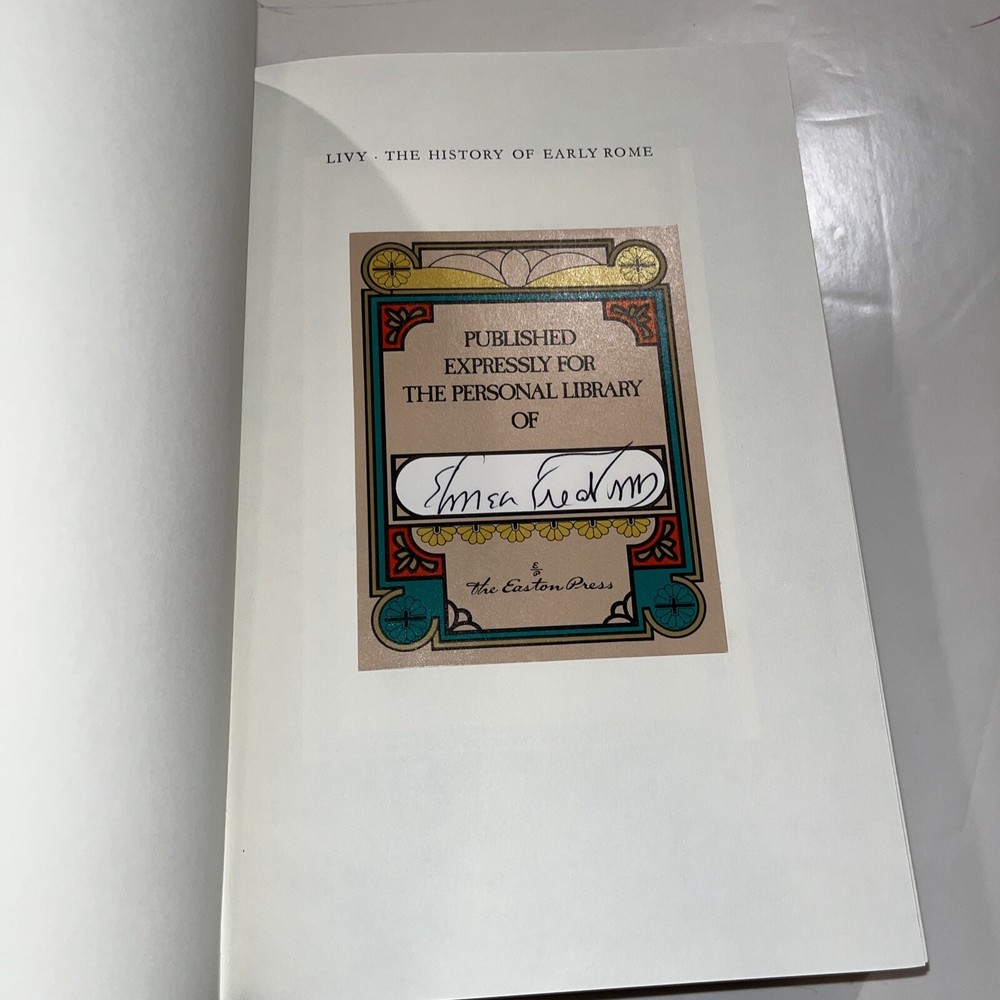 LIVY · THE HISTORY OF EARLY ROME
PUBLISHED
EXPRESSLY FOR
THE PERSONAL LIBRARY
OF
The Easton Press